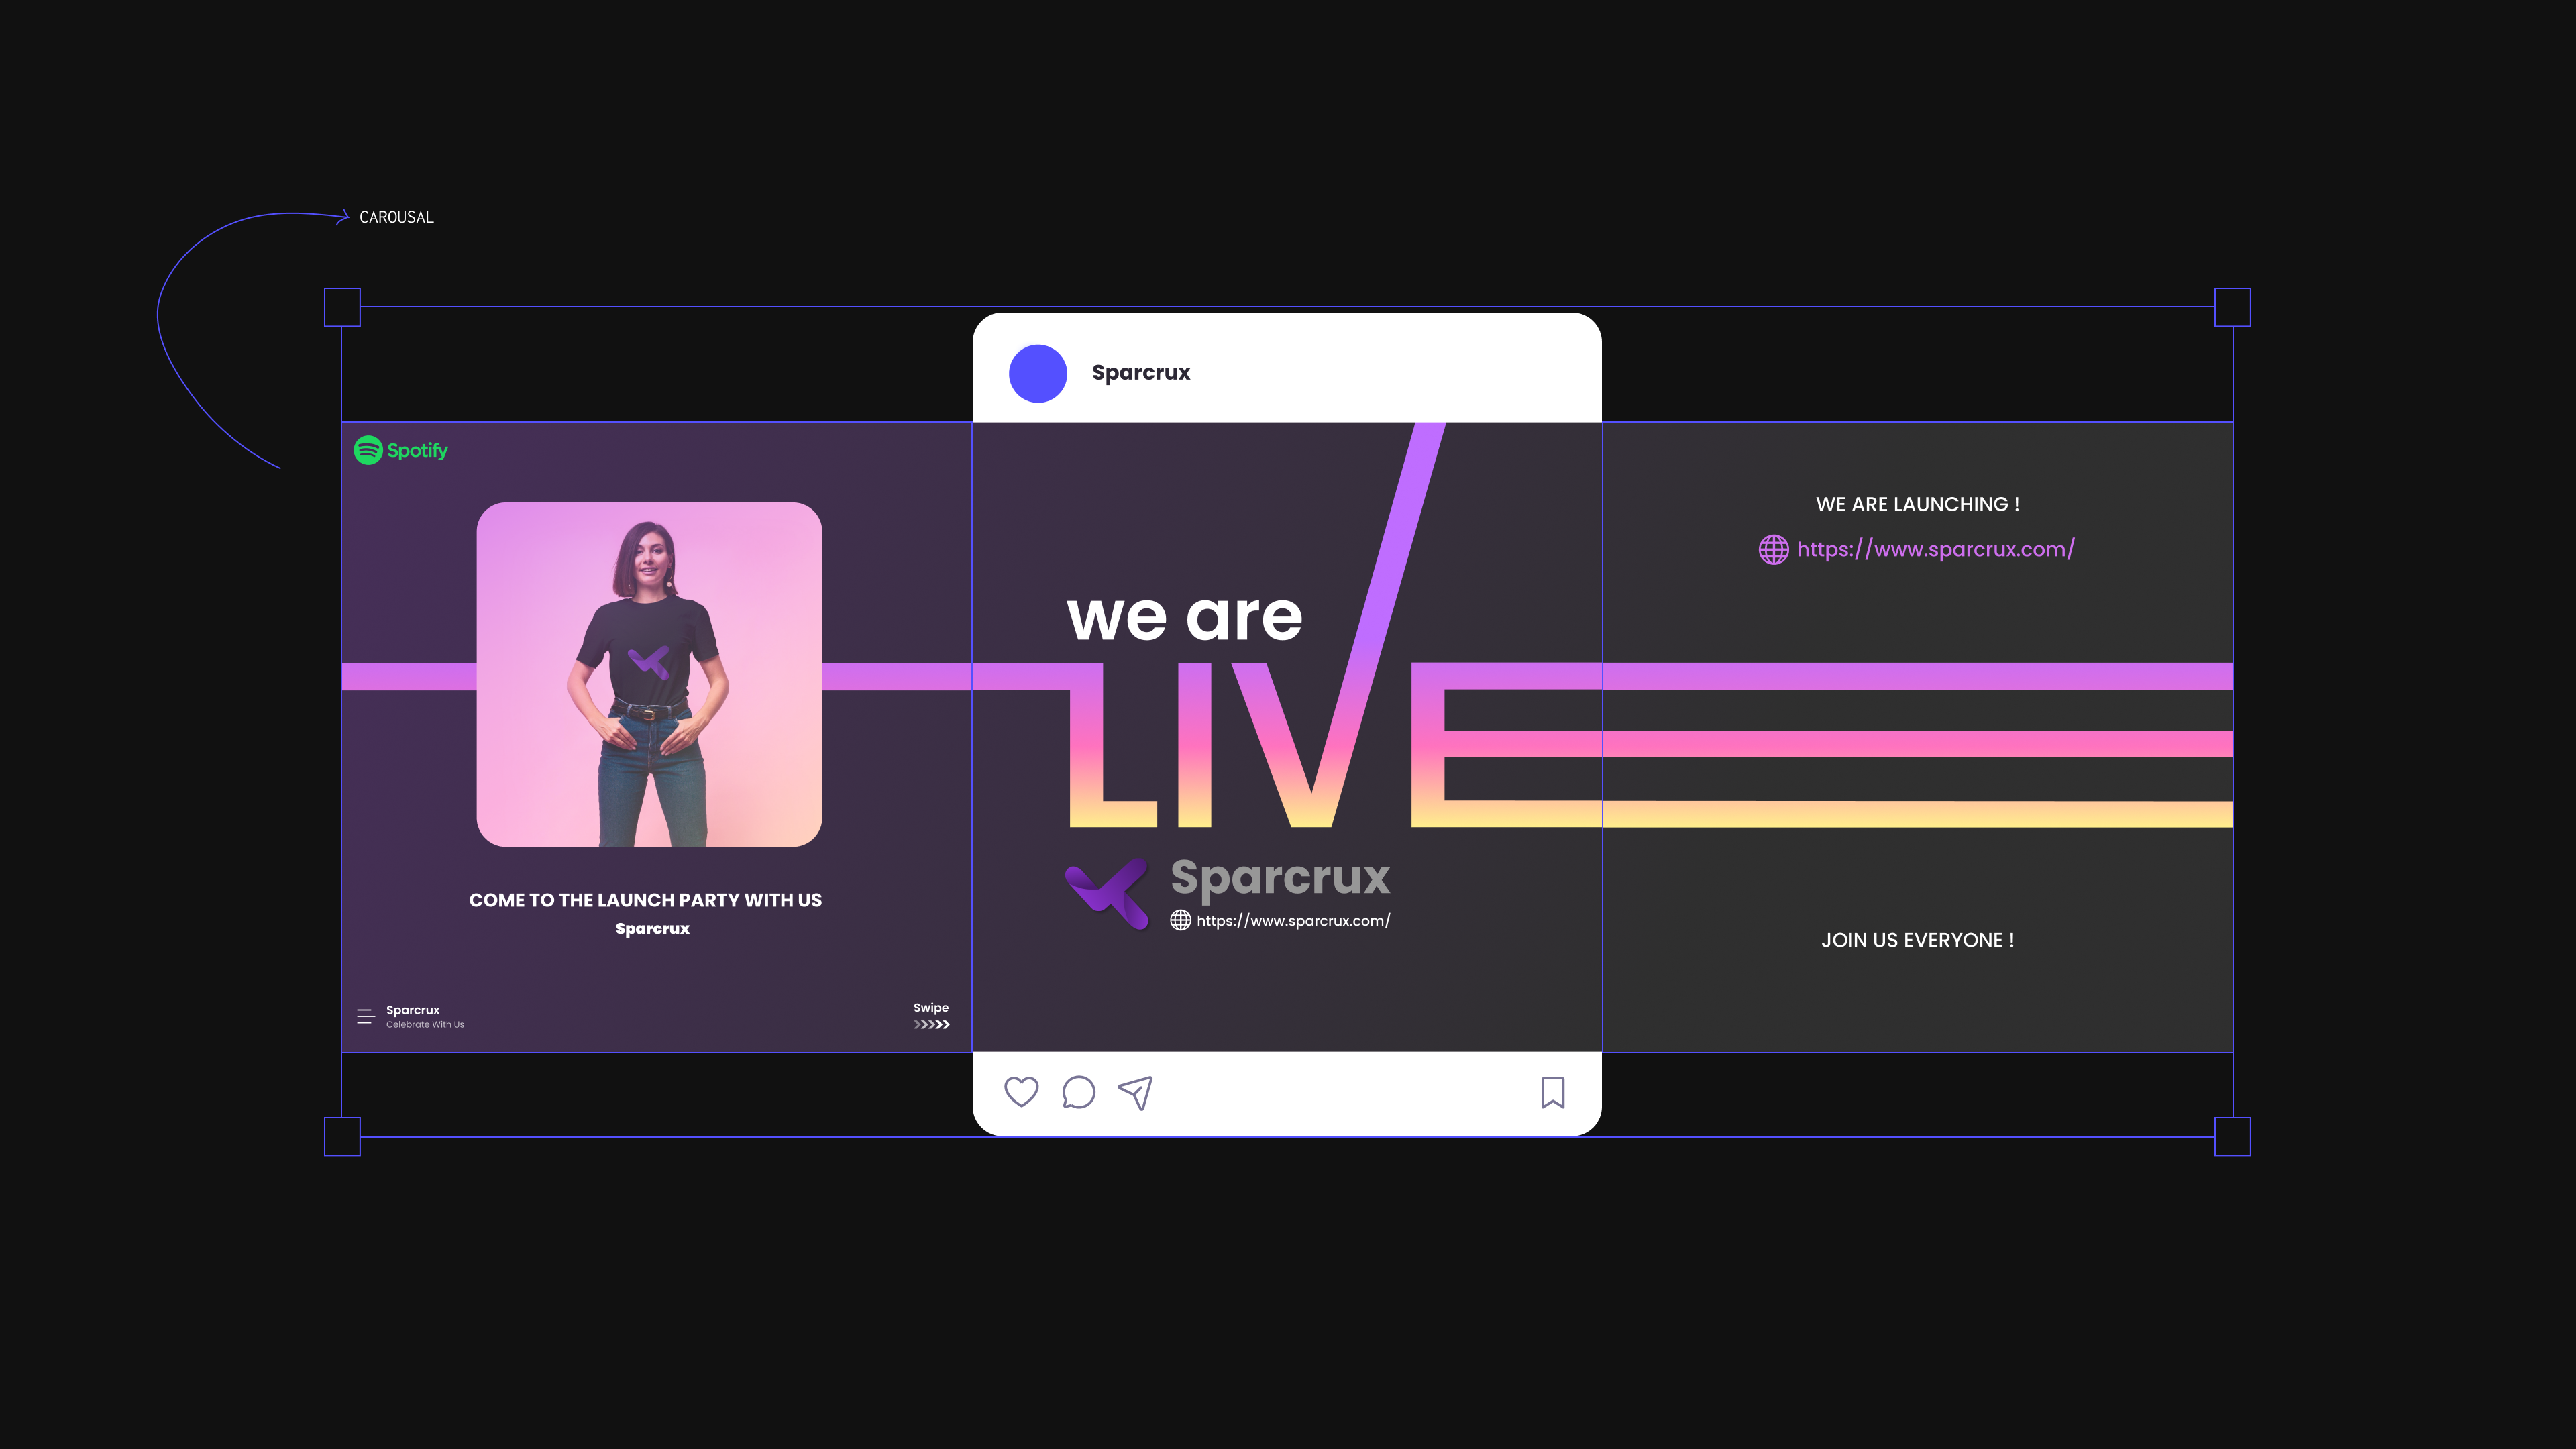 CAROUSAL
Sparcrux
Spotify
COME TO THE LAUNCH PARTY WITH US
Sparcrux
Sparcrux
Celebrate With Us
Swipe
we are
LIVE
Sparcrux
https://www.sparcrux.com/
WE ARE LAUNCHING !
https://www.sparcrux.com/
JOIN US EVERYONE !